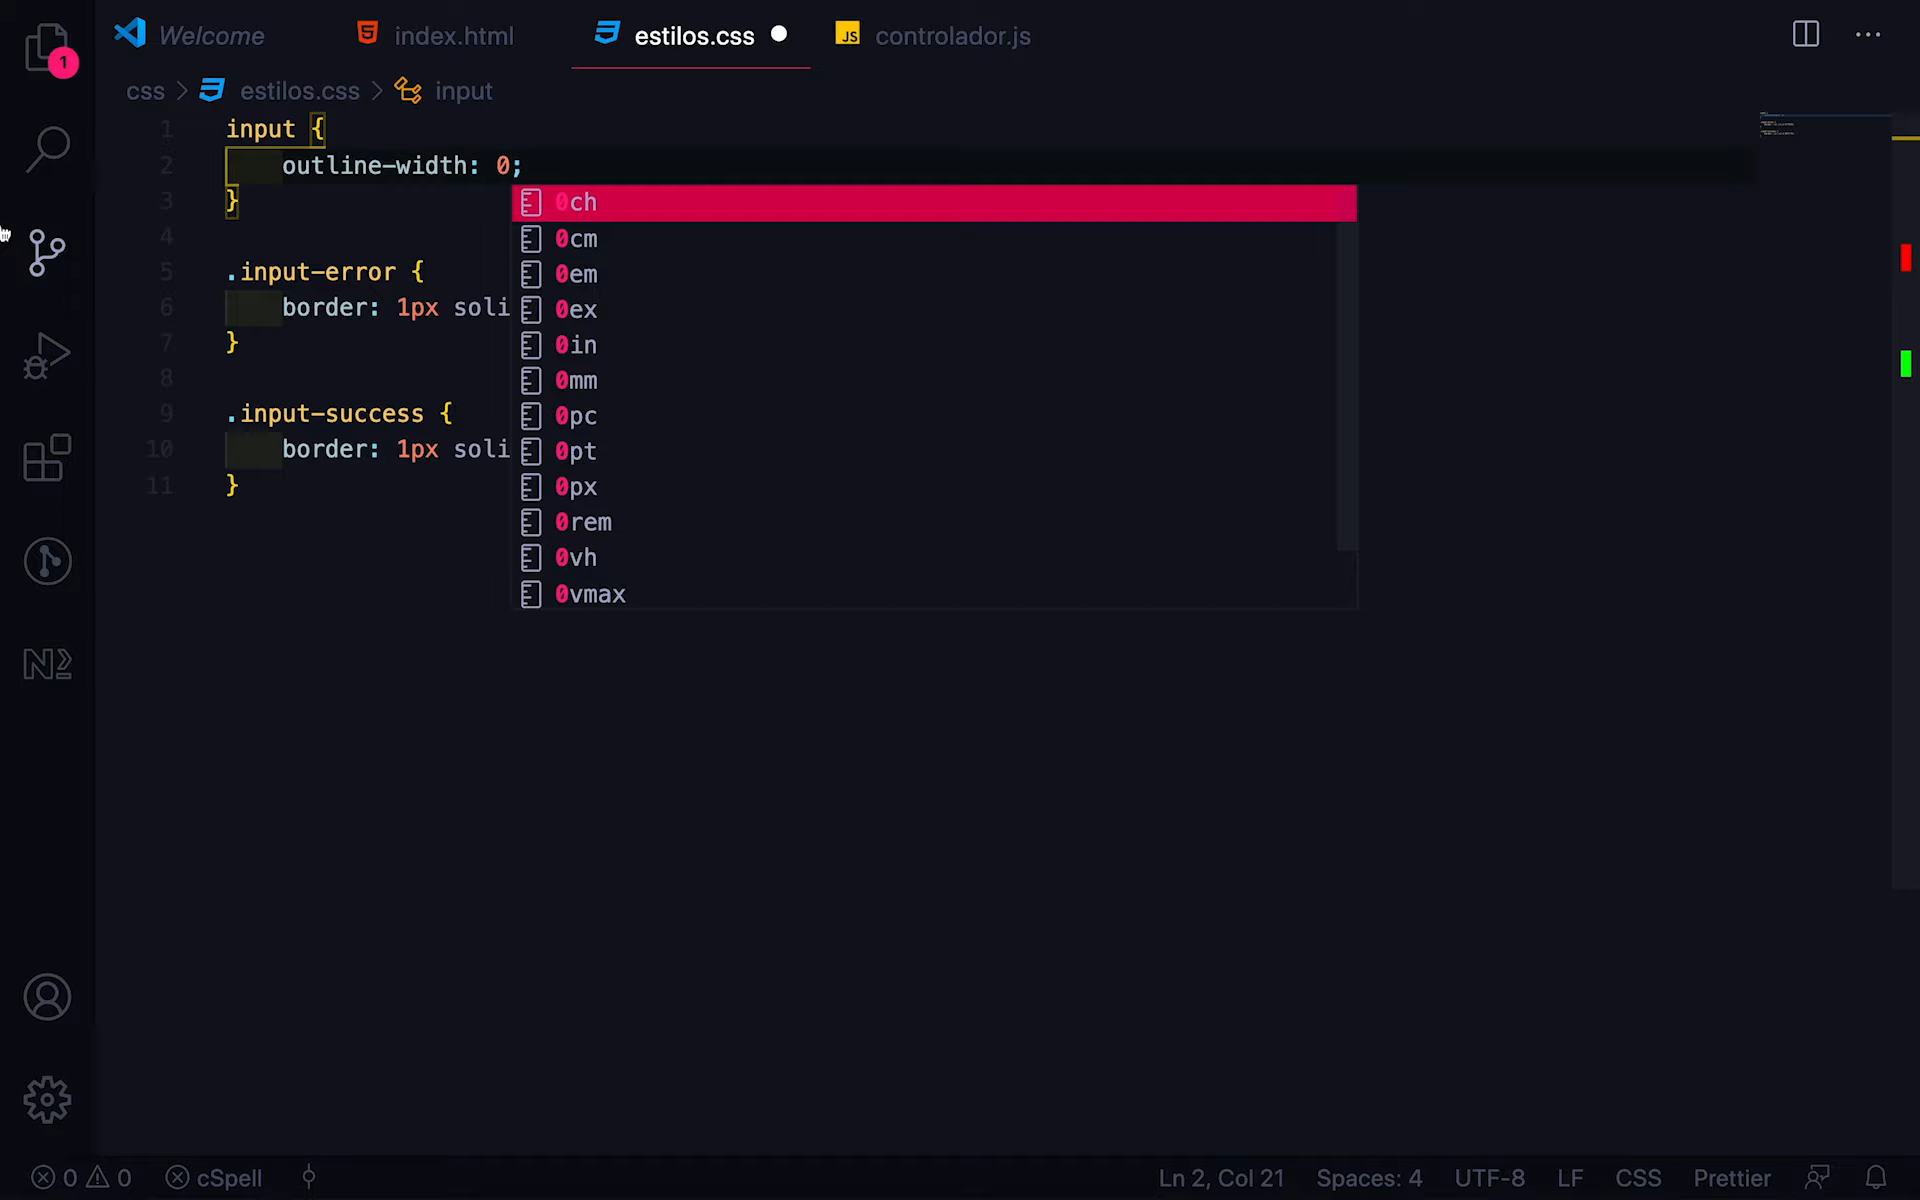 1
Welcome
index.html
estilos.css
JS controlador.js
css > estilos.css > input
1 input {
2 outline-width: 0;
3 }
4
5 .input-error {
6 border: 1px soli
7 }
8
9 .input-success {
10 border: 1px soli
11 }
0ch
0cm
0em
0ex
0in
0mm
0pc
0pt
0px
0rem
0vh
0vmax
0 0 cSpell
Ln 2, Col 21 Spaces: 4 UTF-8 LF CSS Prettier